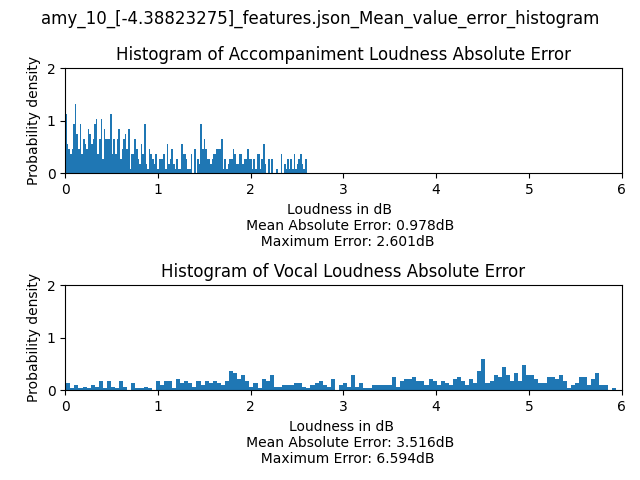 amy_10_[-4.38823275]_features.json_Mean_value_error_histogram
Histogram of Accompaniment Loudness Absolute Error
Probability density
2
1
0
0 1 2 3 4 5 6
Loudness in dB
Mean Absolute Error: 0.978dB
Maximum Error: 2.601dB
Histogram of Vocal Loudness Absolute Error
Probability density
2
1
0
0 1 2 3 4 5 6
Loudness in dB
Mean Absolute Error: 3.516dB
Maximum Error: 6.594dB